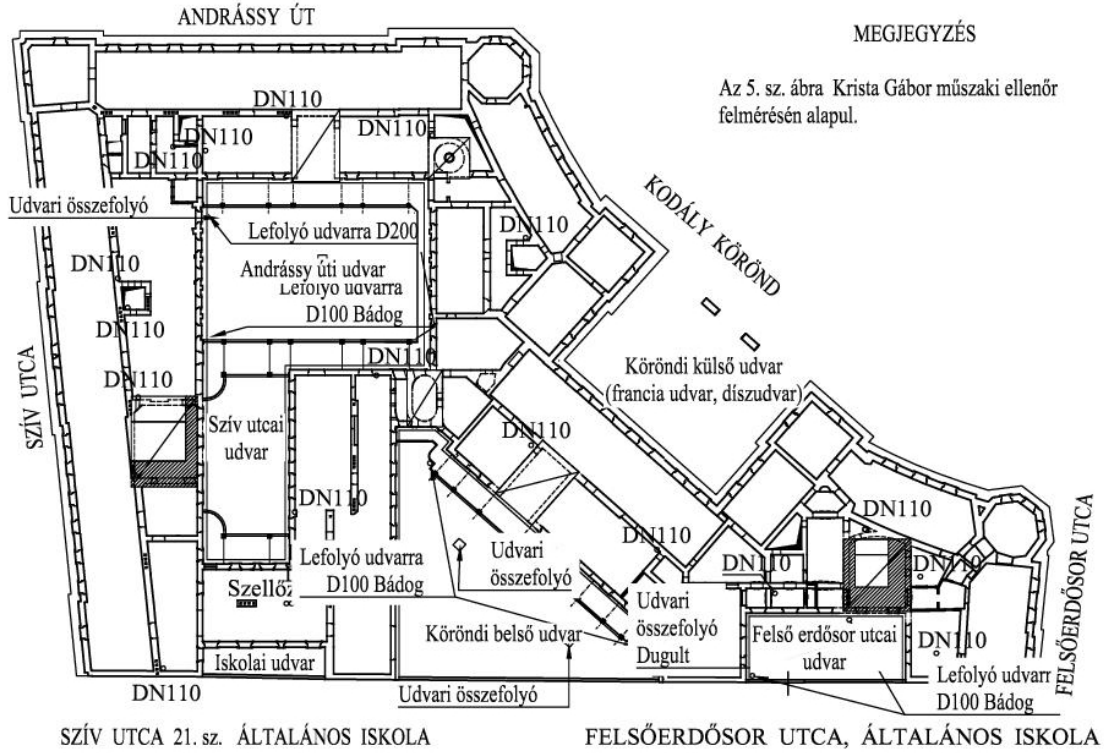 ANDRÁSSY ÚT
MEGJEGYZÉS
Az 5. sz. ábra Krista Gábor műszaki ellenőr
felmérésén alapul.
DN110
DN110
DN110
DN110
Udvari összefolyó
Lefolyó udvarra D200
DN110
KODÁLY KÖRÖND
DN110
Andrássy úti udvar
Lefolyó udvarra
D100 Bádog
DN110
DN110
DN110
Köröndi külső udvar
(francia udvar, díszudvar)
SZÍV UTCA
Szív utcai
udvar
DN110
DN110
DN110
DN110
Lefolyó udvarra
D100 Bádog
Udvari
összefolyó
DN110
DN110
FELSŐERDŐSOR UTCA
Szellőz
Köröndi belső udvar
Udvari
összefolyó
Dugult
Felső erdősor utcai
udvar
DN110
Iskolai udvar
Lefolyó udvarr
D100 Bádog
DN110
Udvari összefolyó
SZÍV UTCA 21. sz. ÁLTALÁNOS ISKOLA
FELSŐERDŐSOR UTCA, ÁLTALÁNOS ISKOLA